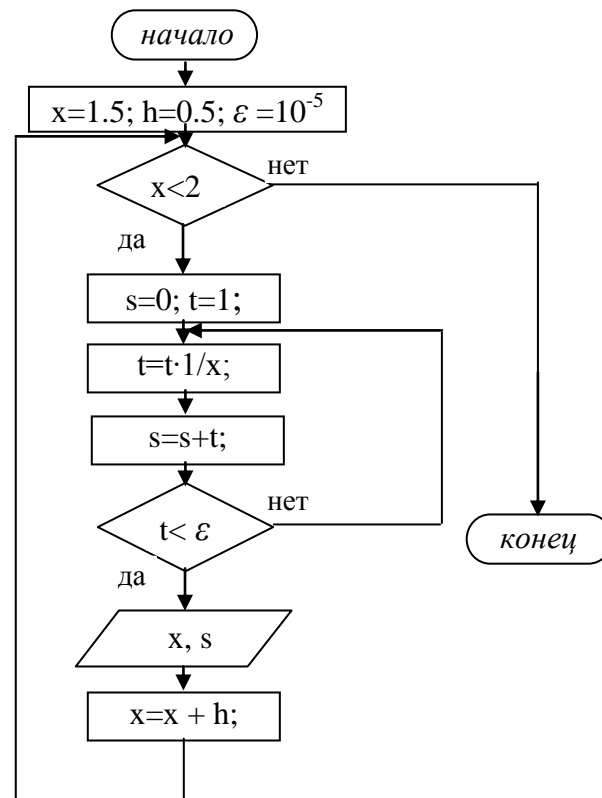 начало
x=1.5; h=0.5; ε =10⁻⁵
x<2
нет
да
s=0; t=1;
t=t·1/x;
s=s+t;
t< ε
нет
да
конец
x, s
x=x + h;